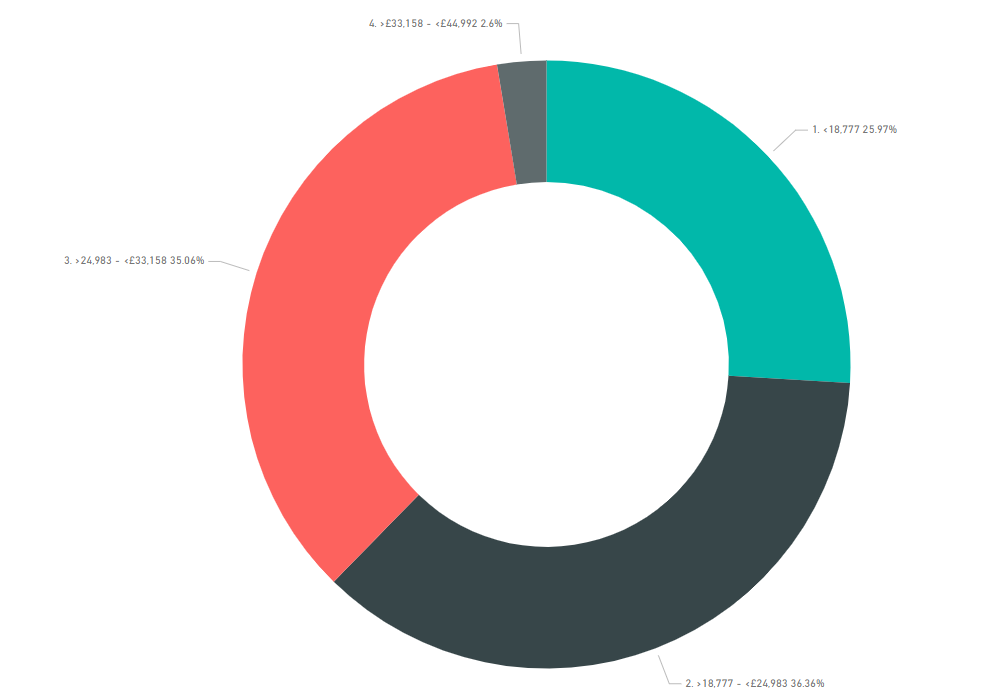 4. >£33,158 - <£44,992 2.6%
1. <18,777 25.97%
3. >24,983 - <£33,158 35.06%
2. >18,777 - <£24,983 36.36%